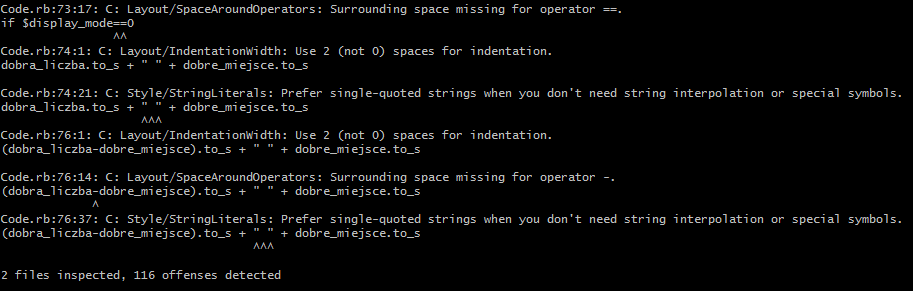 Code.rb:73:17: C: Layout/SpaceAroundOperators: Surrounding space missing for operator ==.
if $display_mode==0
^^
Code.rb:74:1: C: Layout/IndentationWidth: Use 2 (not 0) spaces for indentation.
dobra_liczba.to_s + " " + dobre_miejsce.to_s
Code.rb:74:21: C: Style/StringLiterals: Prefer single-quoted strings when you don't need string interpolation or special symbols.
dobra_liczba.to_s + " " + dobre_miejsce.to_s
^^^
Code.rb:76:1: C: Layout/IndentationWidth: Use 2 (not 0) spaces for indentation.
(dobra_liczba-dobre_miejsce).to_s + " " + dobre_miejsce.to_s
Code.rb:76:14: C: Layout/SpaceAroundOperators: Surrounding space missing for operator -.
(dobra_liczba-dobre_miejsce).to_s + " " + dobre_miejsce.to_s
^
Code.rb:76:37: C: Style/StringLiterals: Prefer single-quoted strings when you don't need string interpolation or special symbols.
(dobra_liczba-dobre_miejsce).to_s + " " + dobre_miejsce.to_s
^^^
2 files inspected, 116 offenses detected